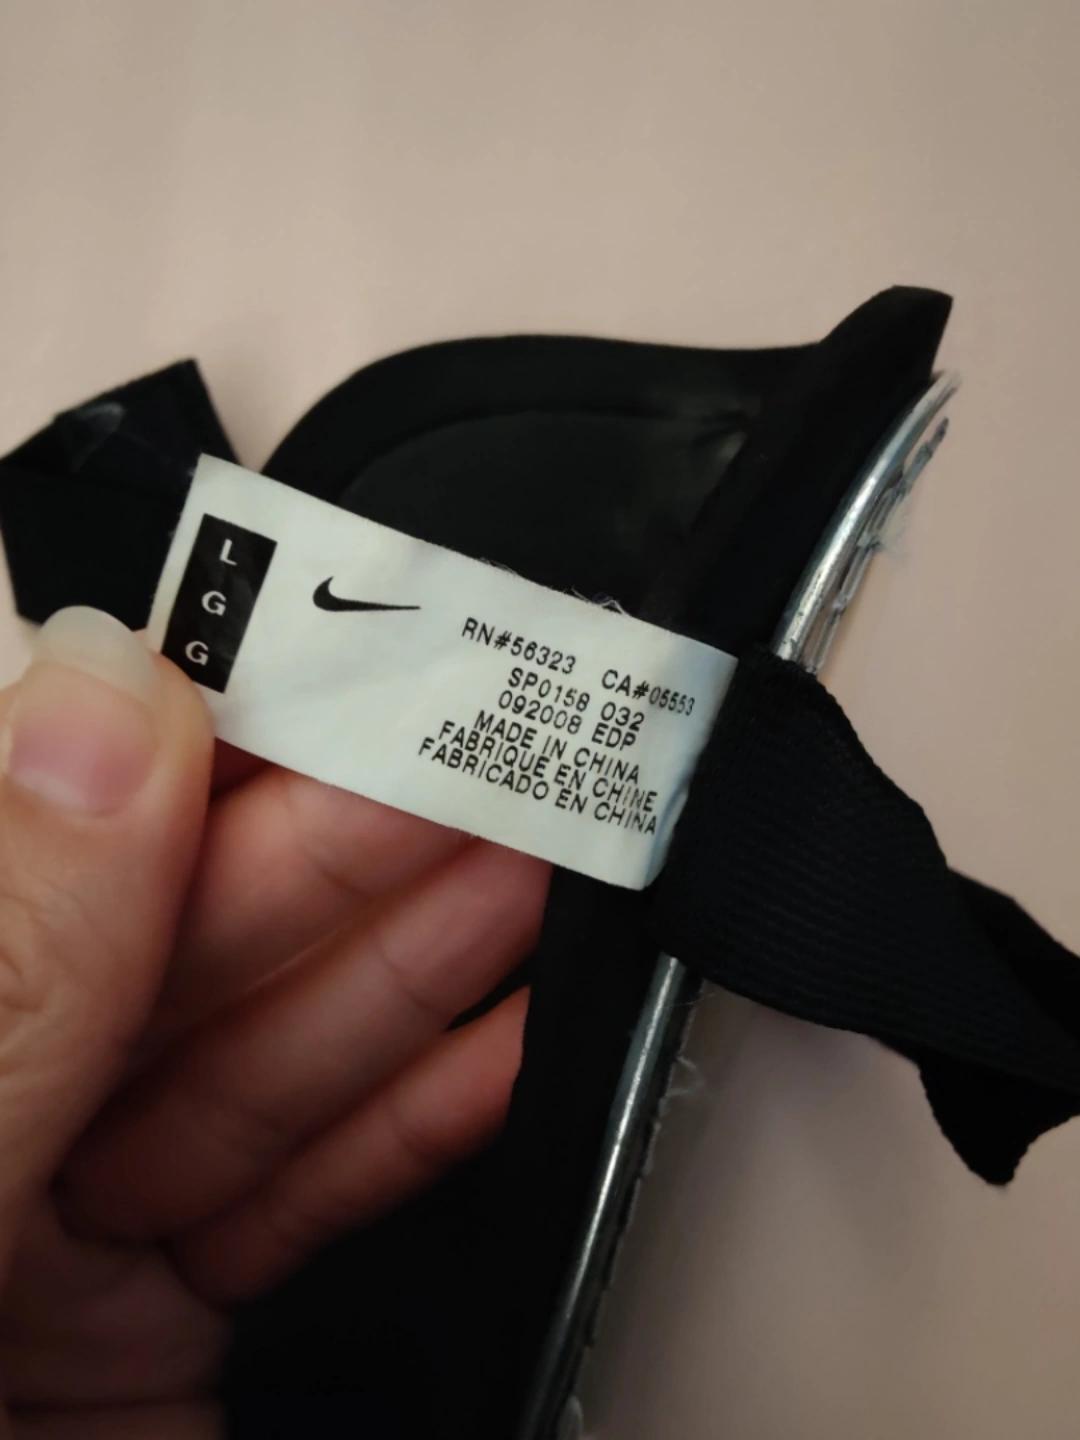 L
G
G
RN#56323 CA#05553
SP0158 032
092008 EDP
MADE IN CHINA
FABRIQUE EN CHINE
FABRICADO EN CHINA